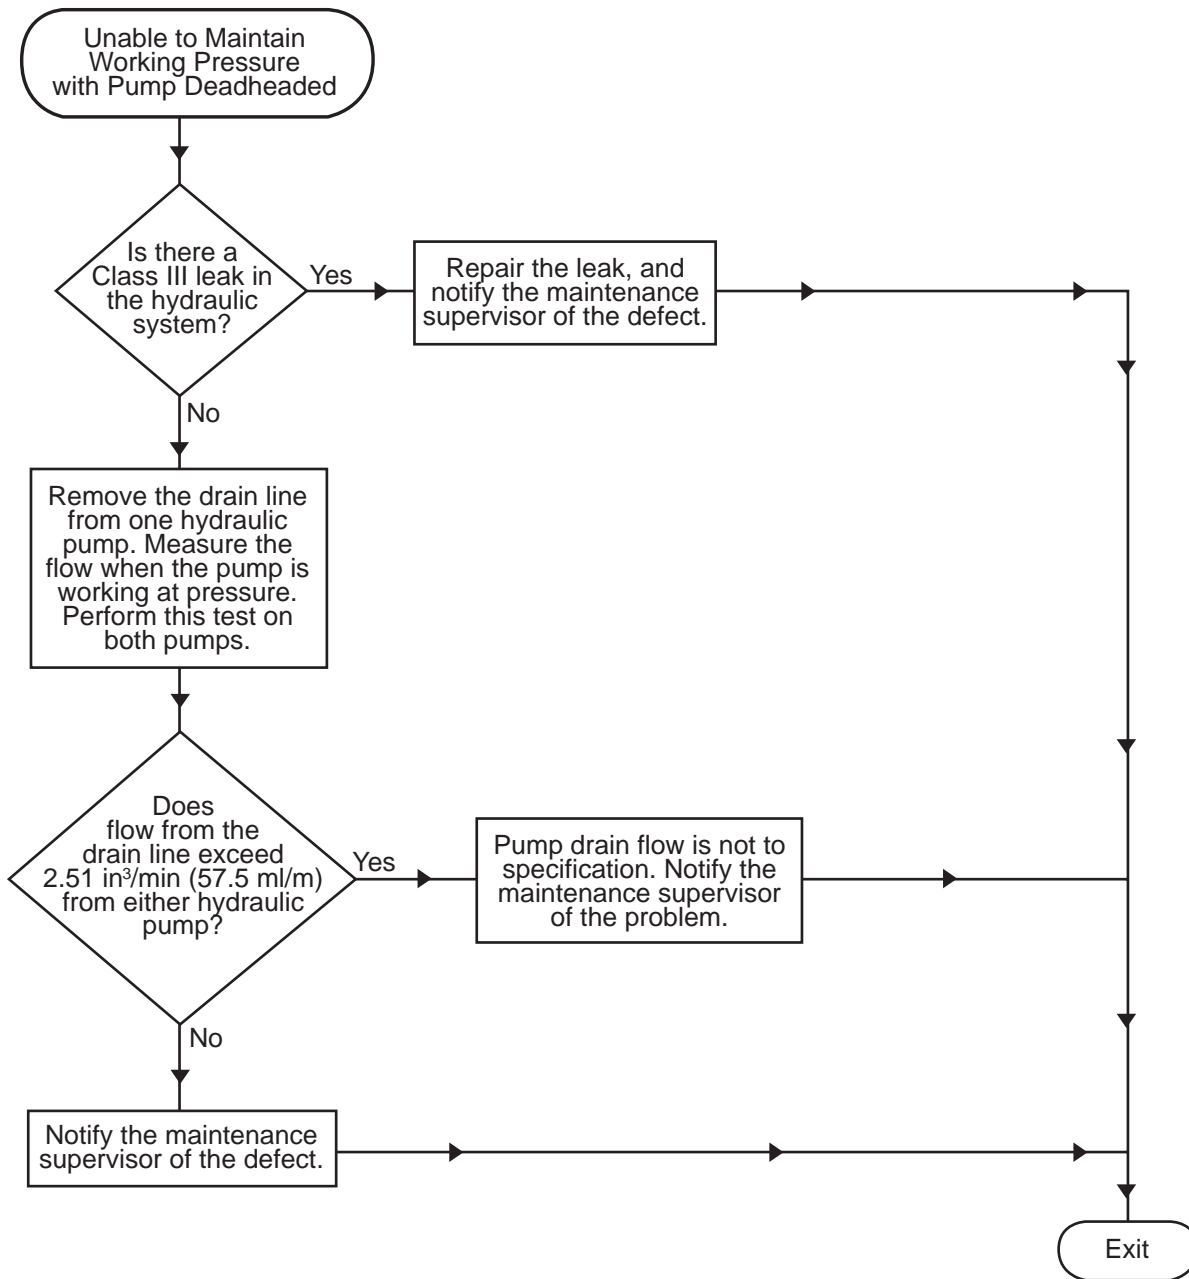 Unable to Maintain
Working Pressure
with Pump Deadheaded
Is there a
Class III leak in
the hydraulic
system?
Yes
Repair the leak, and
notify the maintenance
supervisor of the defect.
No
Remove the drain line
from one hydraulic
pump. Measure the
flow when the pump is
working at pressure.
Perform this test on
both pumps.
Does
flow from the
drain line exceed
2.51 in³/min (57.5 ml/m)
from either hydraulic
pump?
Yes
Pump drain flow is not to
specification. Notify the
maintenance supervisor
of the problem.
No
Notify the maintenance
supervisor of the defect.
Exit